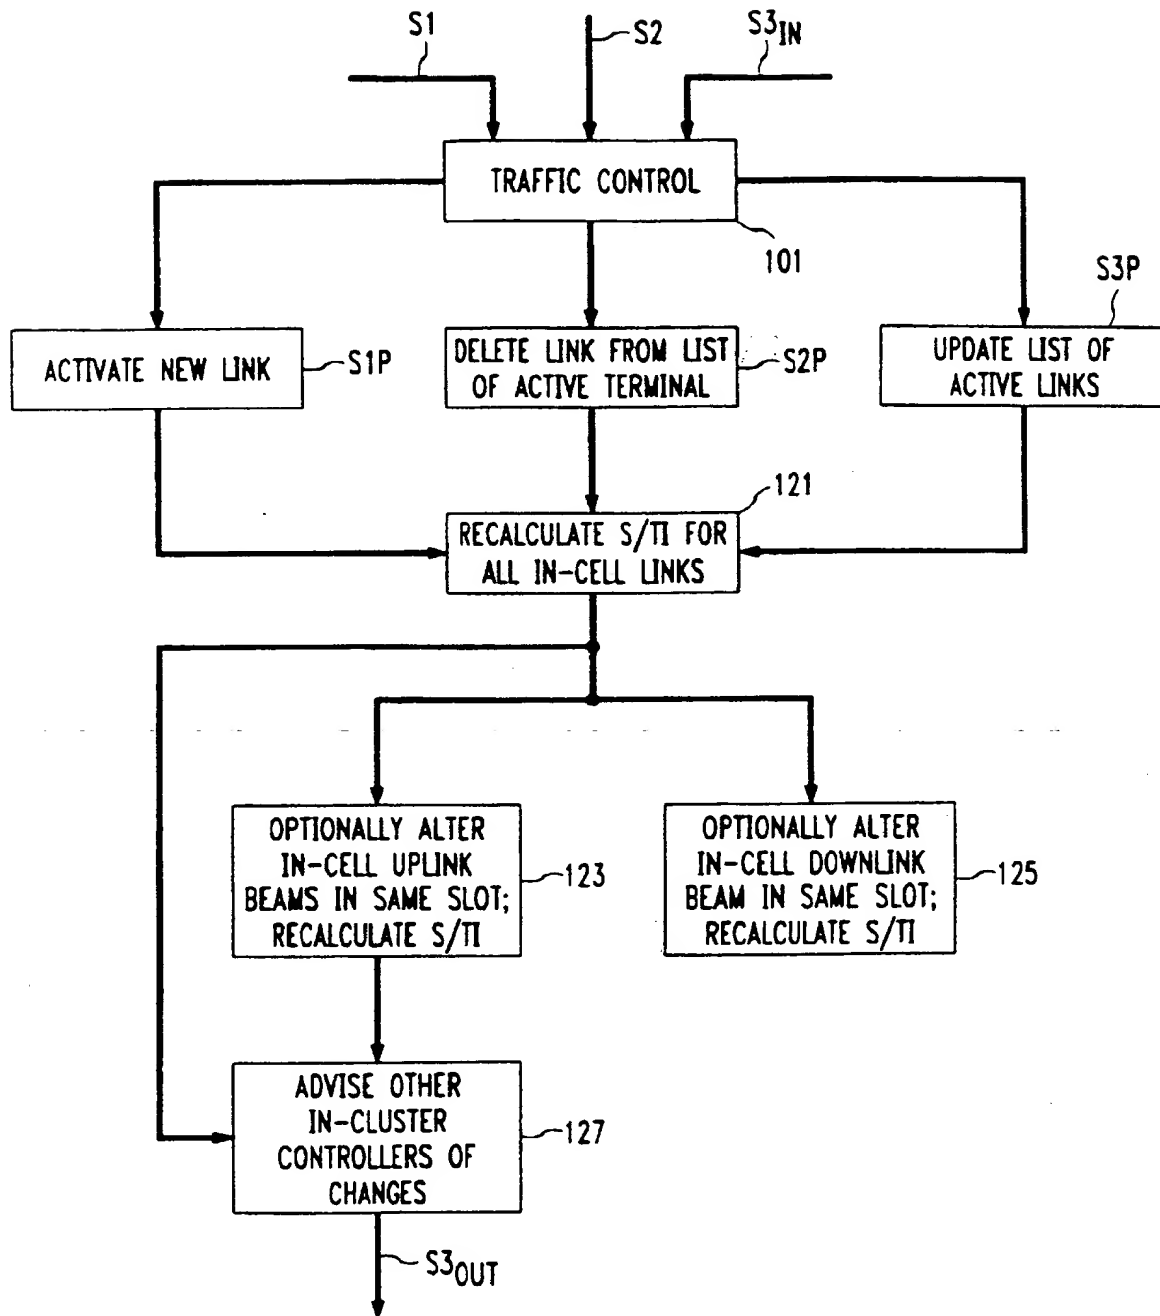 S1
S2
S3IN
TRAFFIC CONTROL
101
S3P
ACTIVATE NEW LINK
S1P
DELETE LINK FROM LIST
OF ACTIVE TERMINAL
S2P
UPDATE LIST OF
ACTIVE LINKS
121
RECALCULATE S/TI FOR
ALL IN-CELL LINKS
OPTIONALLY ALTER
IN-CELL UPLINK
BEAMS IN SAME SLOT;
RECALCULATE S/TI
123
OPTIONALLY ALTER
IN-CELL DOWNLINK
BEAM IN SAME SLOT;
RECALCULATE S/TI
125
ADVISE OTHER
IN-CLUSTER
CONTROLLERS OF
CHANGES
127
S3OUT